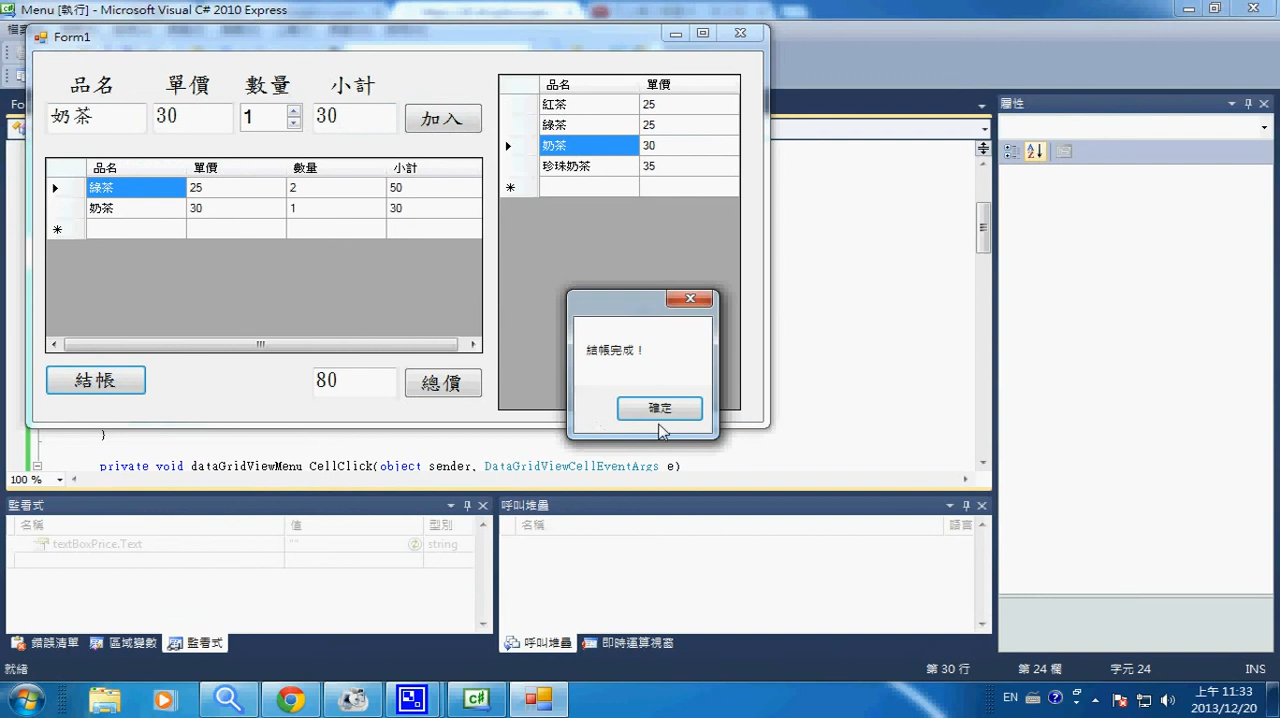 Menu [執行] - Microsoft Visual C# 2010 Express
Form1
品名 單價 數量 小計
奶茶 30 1 30 加入
品名 單價 數量 小計
綠茶 25 2 50
奶茶 30 1 30
結帳 80 總價
品名 單價
紅茶 25
綠茶 25
奶茶 30
珍珠奶茶 35
結帳完成！
確定
屬性
}
private void dataGridViewMenu_CellClick(object sender, DataGridViewCellEventArgs e)
100 %
監看式
名稱 值 型別
textBoxPrice.Text "" string
呼叫堆疊
名稱 語言
錯誤清單 區域變數 監看式
呼叫堆疊 即時運算視窗
就緒 第 30 行 第 24 欄 字元 24 INS
EN
上午 11:33
2013/12/20